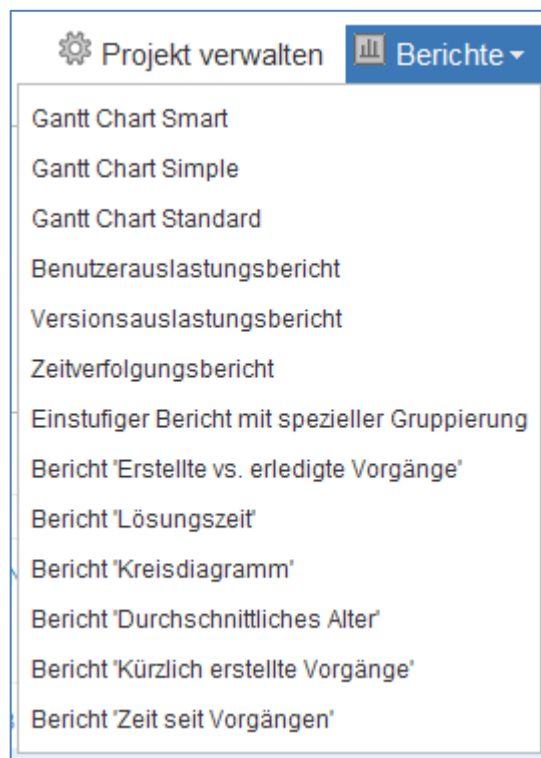 Projekt verwalten Berichte
Gantt Chart Smart
Gantt Chart Simple
Gantt Chart Standard
Benutzerauslastungsbericht
Versionsauslastungsbericht
Zeitverfolgungsbericht
Einstufiger Bericht mit spezieller Gruppierung
Bericht 'Erstellte vs. erledigte Vorgänge'
Bericht 'Lösungszeit'
Bericht 'Kreisdiagramm'
Bericht 'Durchschnittliches Alter'
Bericht 'Kürzlich erstellte Vorgänge'
Bericht 'Zeit seit Vorgängen'